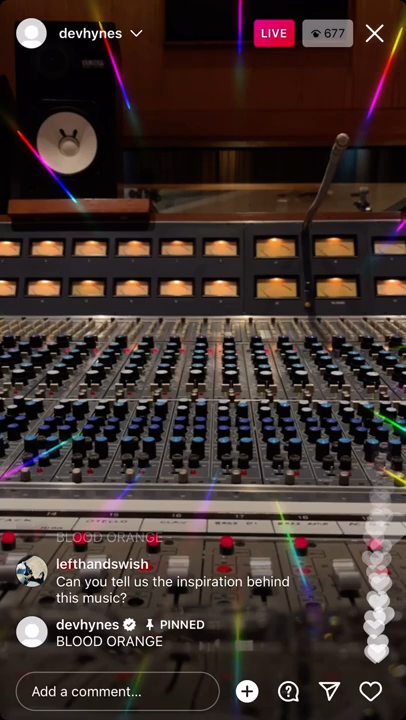 devhynes
LIVE
677
BLOOD ORANGE
lefthandswish
Can you tell us the inspiration behind
this music?
devhynes PINNED
BLOOD ORANGE
Add a comment...